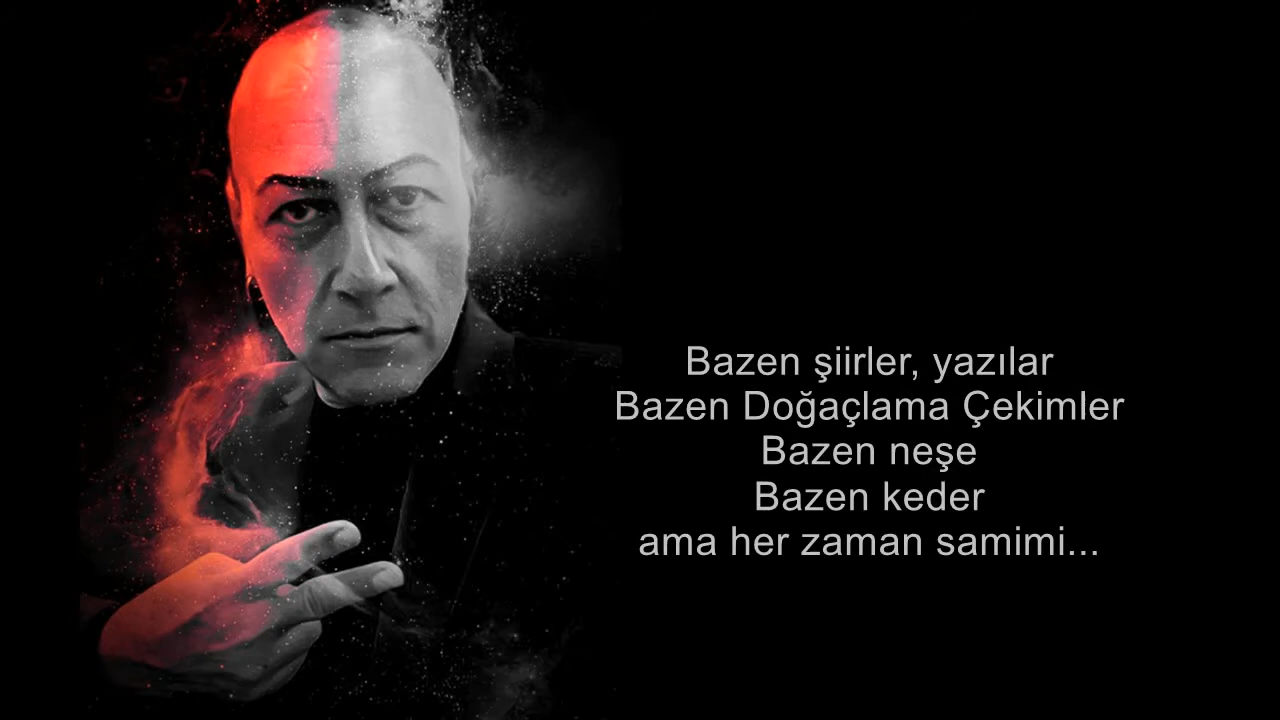 Bazen şiirler, yazılar
Bazen Doğaçlama Çekimler
Bazen neşe
Bazen keder
ama her zaman samimi...